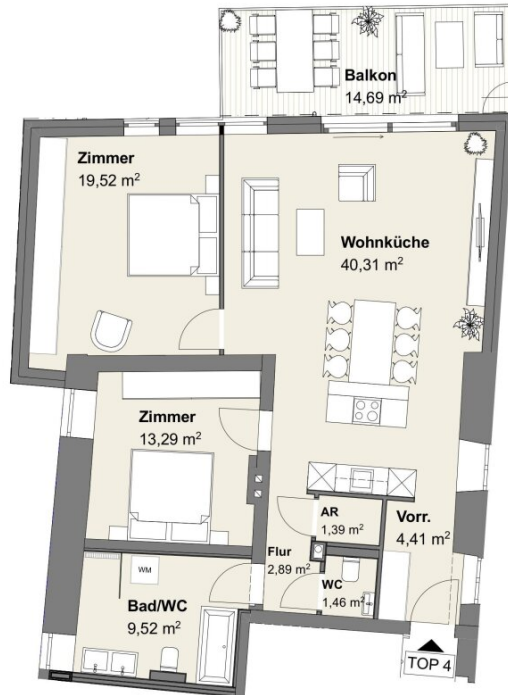 Balkon
14,69 m²
Zimmer
19,52 m²
Wohnküche
40,31 m²
Zimmer
13,29 m²
AR
1,39 m²
Vorr.
4,41 m²
Flur
2,89 m²
WC
1,46 m²
WM
Bad/WC
9,52 m²
TOP 4